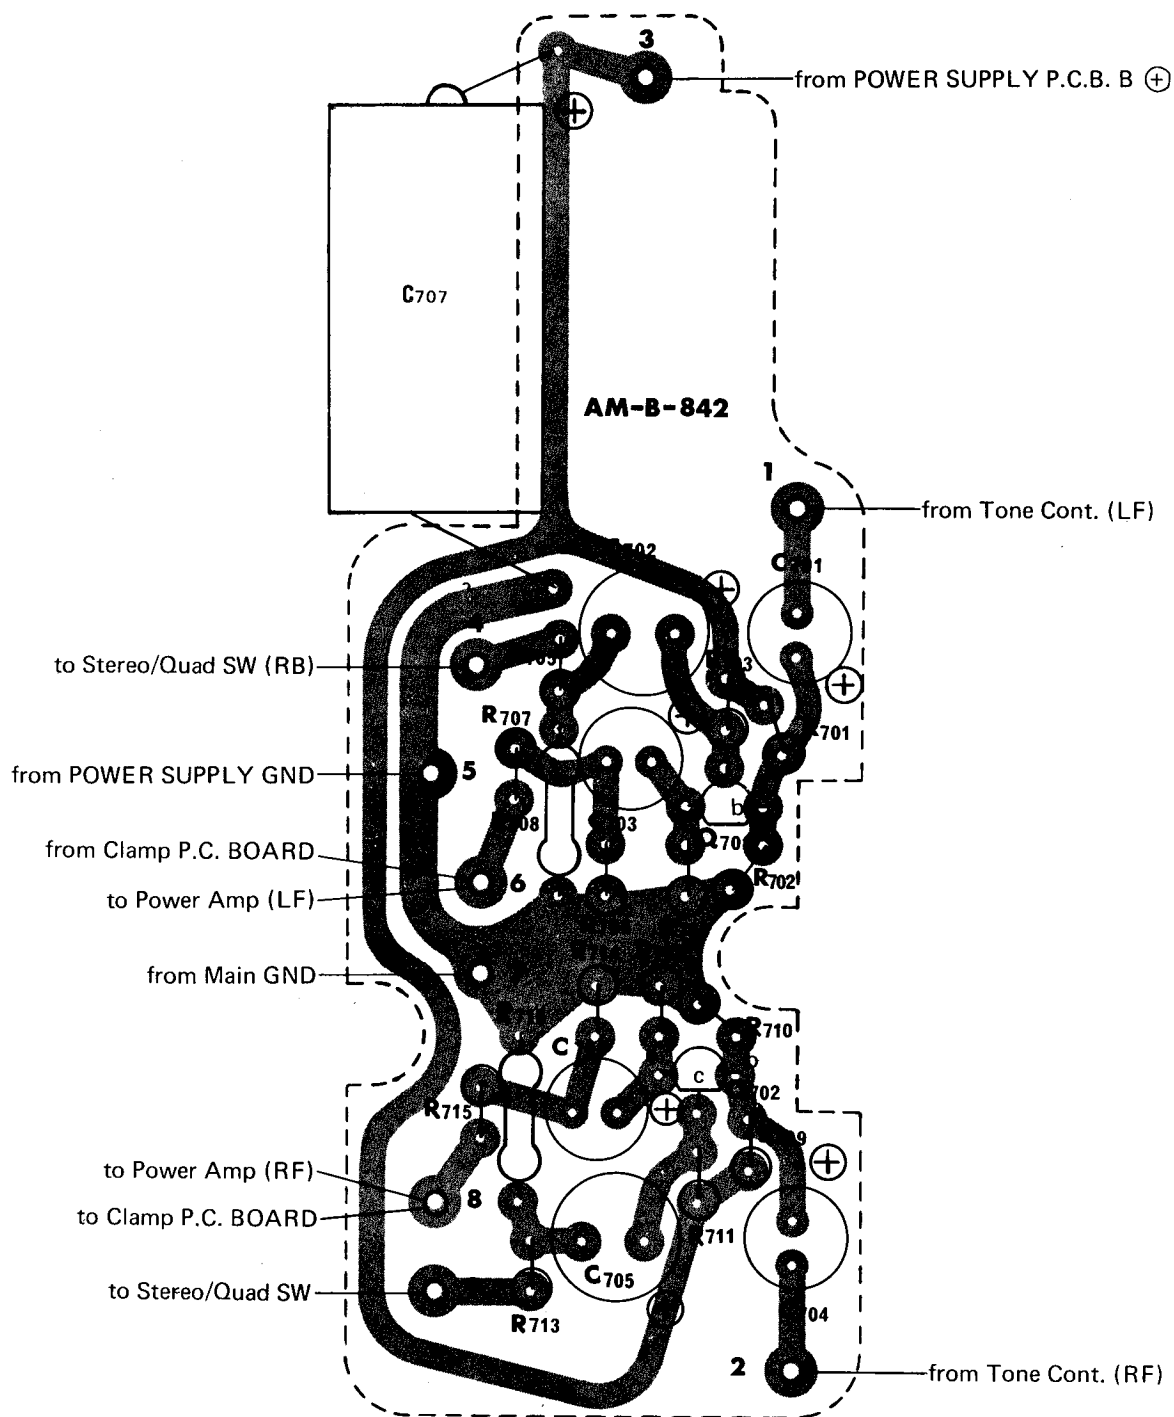 3
from POWER SUPPLY P.C.B. B ⊕
C707
AM-B-842
1
from Tone Cont. (LF)
4
to Stereo/Quad SW (RB)
R707
R701
from POWER SUPPLY GND
5
b
from Clamp P.C. BOARD
6
to Power Amp (LF)
R702
from Main GND
R710
c
R715
to Power Amp (RF)
8
to Clamp P.C. BOARD
R711
C705
to Stereo/Quad SW
R713
2
from Tone Cont. (RF)